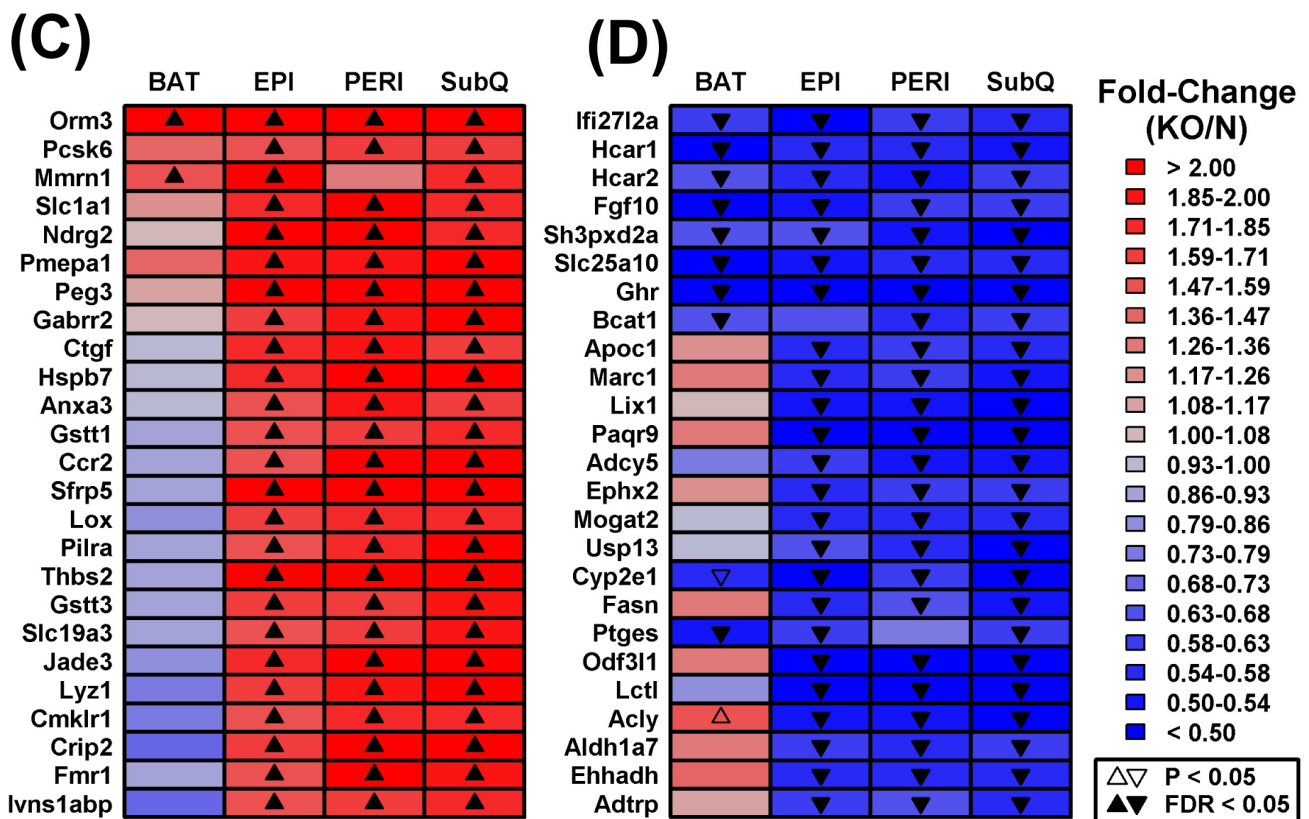 (C)
BAT EPI PERI SubQ
Orm3
Pcsk6
Mmrn1
Slc1a1
Ndrg2
Pmepa1
Peg3
Gabrr2
Ctgf
Hspb7
Anxa3
Gstt1
Ccr2
Sfrp5
Lox
Pilra
Thbs2
Gstt3
Slc19a3
Jade3
Lyz1
Cmklr1
Crip2
Fmr1
Ivns1abp
(D)
BAT EPI PERI SubQ
Ifi27l2a
Hcar1
Hcar2
Fgf10
Sh3pxd2a
Slc25a10
Ghr
Bcat1
Apoc1
Marc1
Lix1
Paqr9
Adcy5
Ephx2
Mogat2
Usp13
Cyp2e1
Fasn
Ptges
Odf3l1
Lctl
Acly
Aldh1a7
Ehhadh
Adtrp
Fold-Change
(KO/N)
> 2.00
1.85-2.00
1.71-1.85
1.59-1.71
1.47-1.59
1.36-1.47
1.26-1.36
1.17-1.26
1.08-1.17
1.00-1.08
0.93-1.00
0.86-0.93
0.79-0.86
0.73-0.79
0.68-0.73
0.63-0.68
0.58-0.63
0.54-0.58
0.50-0.54
< 0.50
△▽ P < 0.05
▲▼ FDR < 0.05